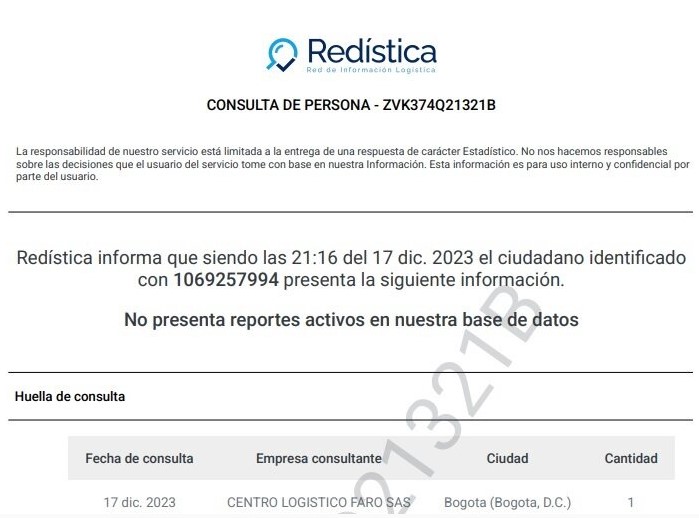 Redística
Red de Información Logística
CONSULTA DE PERSONA - ZVK374Q21321B
La responsabilidad de nuestro servicio está limitada a la entrega de una respuesta de carácter Estadístico. No nos hacemos responsables
sobre las decisiones que el usuario del servicio tome con base en nuestra Información. Esta información es para uso interno y confidencial por
parte del usuario.
Redística informa que siendo las 21:16 del 17 dic. 2023 el ciudadano identificado
con 1069257994 presenta la siguiente información.
No presenta reportes activos en nuestra base de datos
Huella de consulta
Fecha de consulta Empresa consultante Ciudad Cantidad
17 dic. 2023 CENTRO LOGISTICO FARO SAS Bogota (Bogota, D.C.) 1
21321B